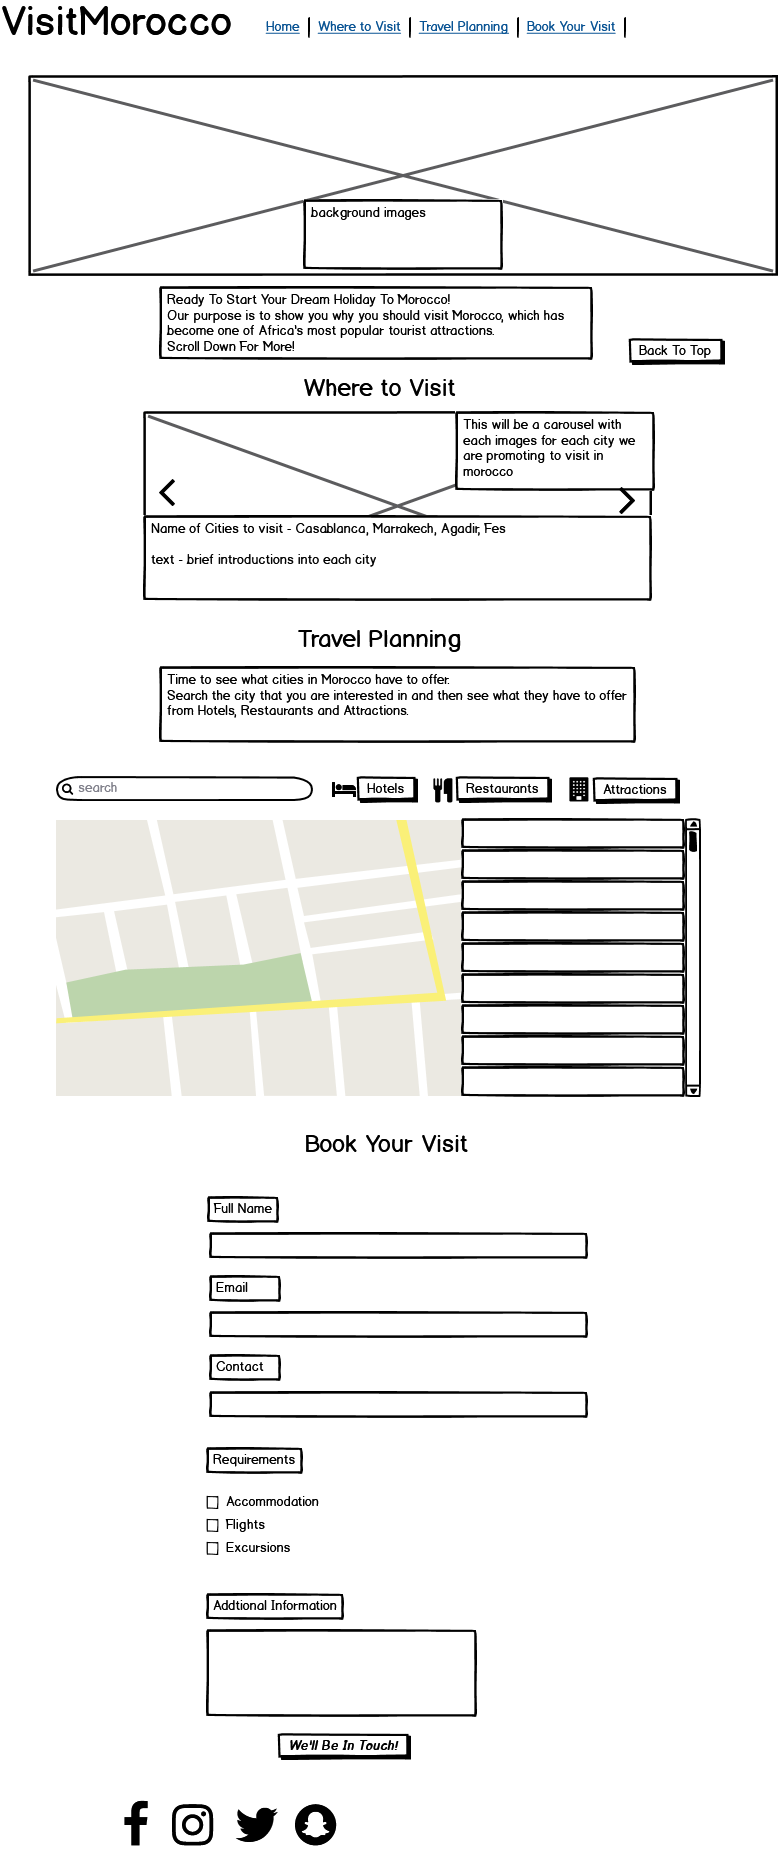 VisitMorocco
Home | Where to Visit | Travel Planning | Book Your Visit |
background images
Ready To Start Your Dream Holiday To Morocco!
Our purpose is to show you why you should visit Morocco, which has
become one of Africa's most popular tourist attractions.
Scroll Down For More!
Back To Top
Where to Visit
This will be a carousel with
each images for each city we
are promoting to visit in
morocco
Name of Cities to visit - Casablanca, Marrakech, Agadir, Fes
text - brief introductions into each city
Travel Planning
Time to see what cities in Morocco have to offer.
Search the city that you are interested in and then see what they have to offer
from Hotels, Restaurants and Attractions.
search
Hotels
Restaurants
Attractions
Book Your Visit
Full Name
Email
Contact
Requirements
Accommodation
Flights
Excursions
Addtional Information
We'll Be In Touch!